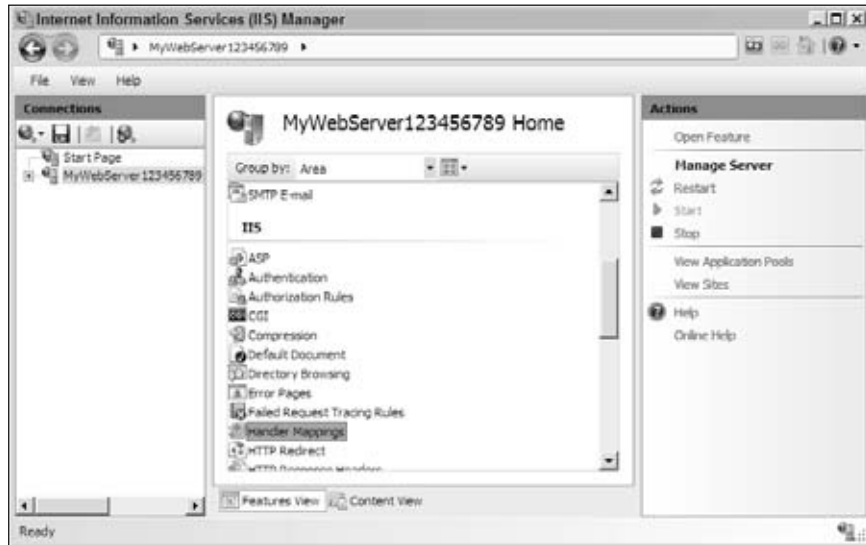 Internet Information Services (IIS) Manager
MyWebServer123456789
File View Help
Connections
Start Page
MyWebServer123456789
MyWebServer123456789 Home
Group by: Area
SMTP E-mail
IIS
ASP
Authentication
Authorization Rules
CGI
Compression
Default Document
Directory Browsing
Error Pages
Failed Request Tracing Rules
Handler Mappings
HTTP Redirect
HTTP Response Headers
Features View Content View
Actions
Open Feature
Manage Server
Restart
Start
Stop
View Application Pools
View Sites
Help
Online Help
Ready